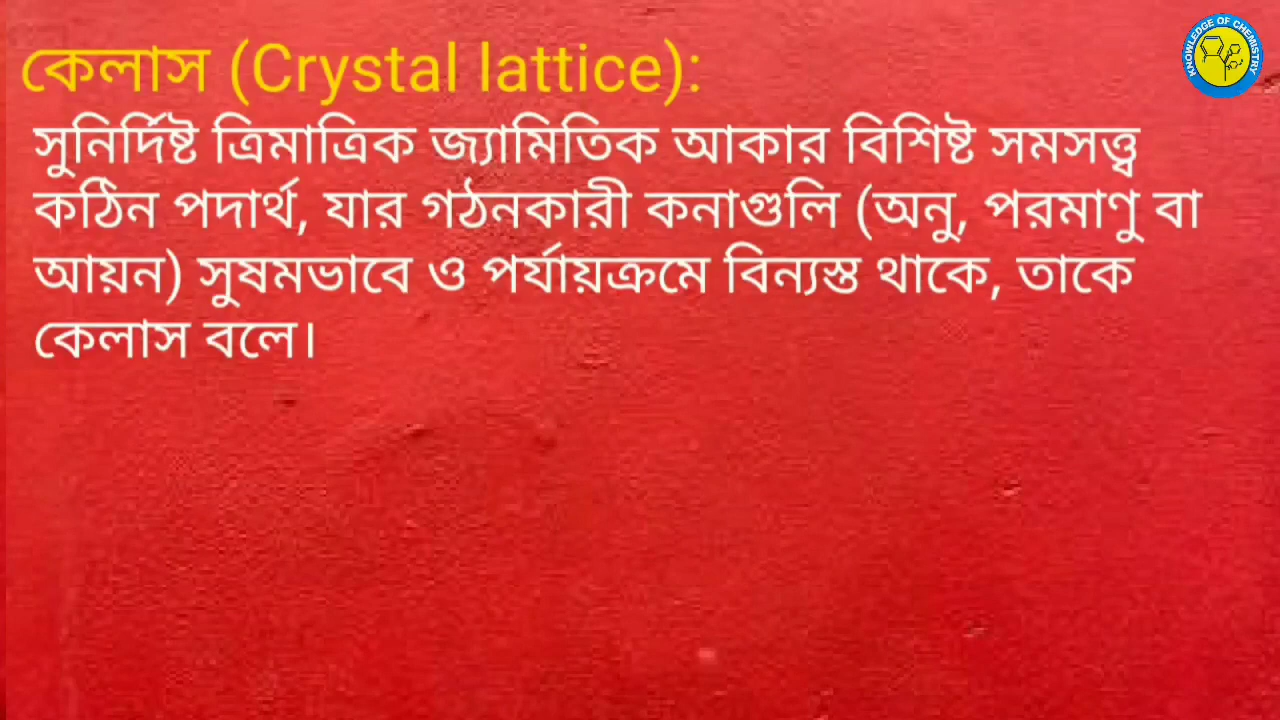 কেলাস (Crystal lattice):
সুনির্দিষ্ট ত্রিমাত্রিক জ্যামিতিক আকার বিশিষ্ট সমসত্ত্ব
কঠিন পদার্থ, যার গঠনকারী কনাগুলি (অনু, পরমাণু বা
আয়ন) সুষমভাবে ও পর্যায়ক্রমে বিন্যস্ত থাকে, তাকে
কেলাস বলে।
KNOWLEDGE OF CHEMISTRY